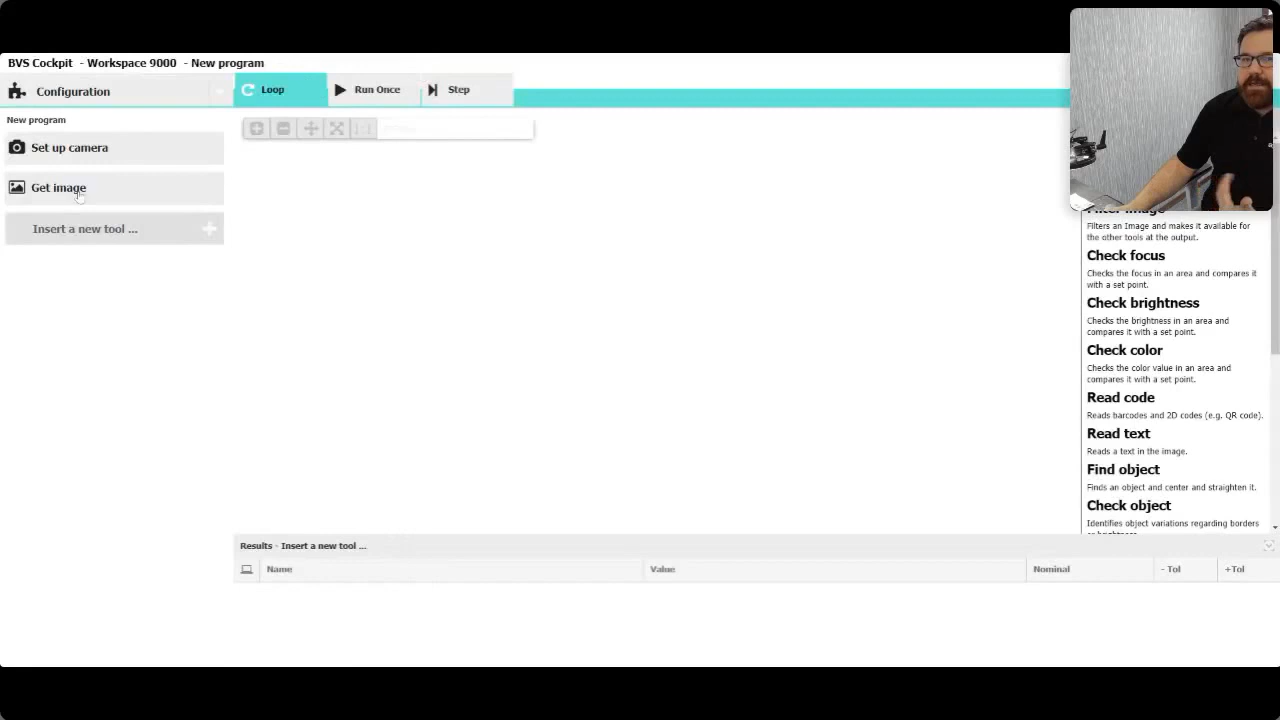 BVS Cockpit - Workspace 9000 - New program
Configuration
Loop
Run Once
Step
New program
Set up camera
Get image
Insert a new tool ...
Filters an Image and makes it available for
the other tools at the output.
Check focus
Checks the focus in an area and compares it
with a set point.
Check brightness
Checks the brightness in an area and
compares it with a set point.
Check color
Checks the color value in an area and
compares it with a set point.
Read code
Reads barcodes and 2D codes (e.g. QR code).
Read text
Reads a text in the image.
Find object
Finds an object and center and straighten it.
Check object
Identifies object variations regarding borders
Results - Insert a new tool ...
Name
Value
Nominal
- Tol
+Tol